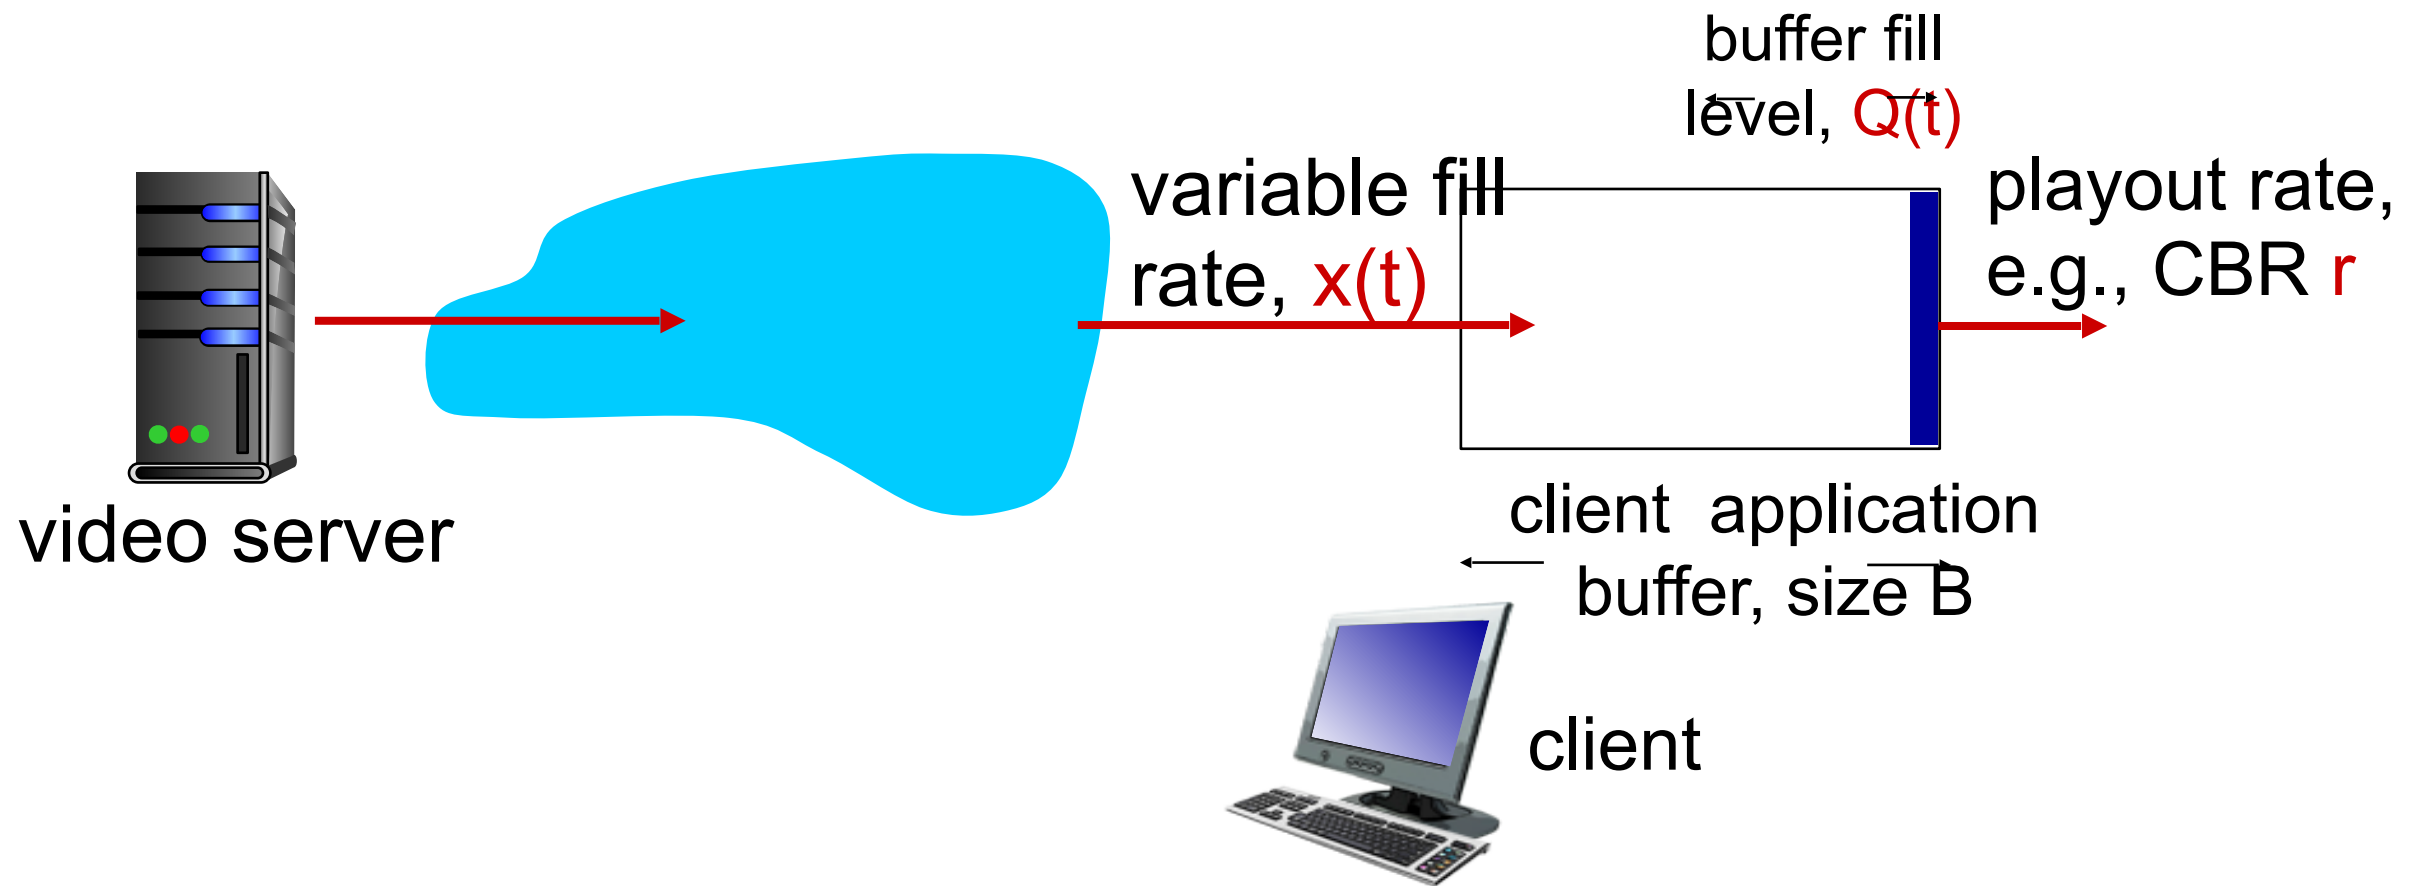 buffer fill
level, Q(t)
variable fill
rate, x(t)
playout rate,
e.g., CBR r
video server
client application
buffer, size B
client